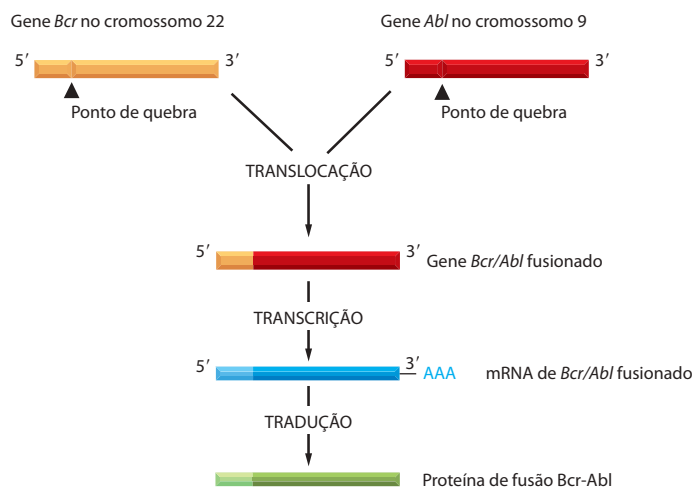 Gene Bcr no cromossomo 22
Gene Abl no cromossomo 9
5′ 3′
5′ 3′
Ponto de quebra
Ponto de quebra
TRANSLOCAÇÃO
5′ 3′
Gene Bcr/Abl fusionado
TRANSCRIÇÃO
5′ 3′
AAA
mRNA de Bcr/Abl fusionado
TRADUÇÃO
Proteína de fusão Bcr-Abl